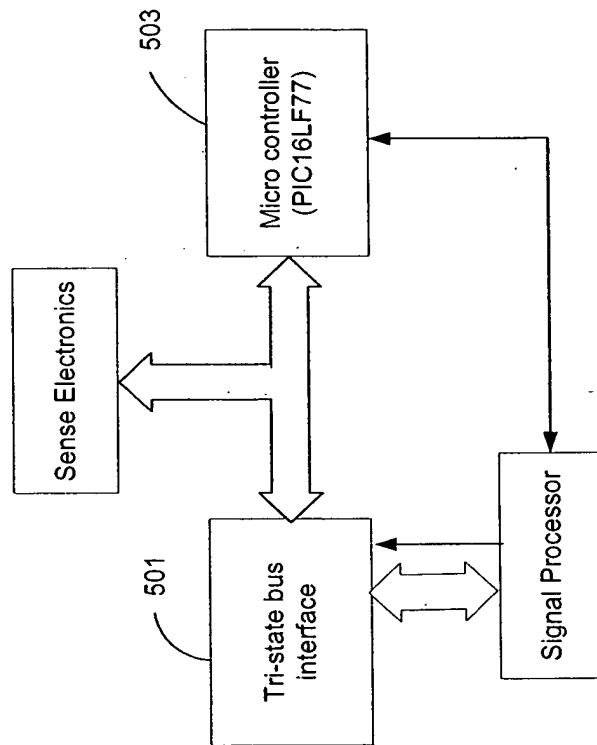 Sense Electronics
501
503
Tri-state bus
interface
Micro controller
(PIC16LF77)
Signal Processor